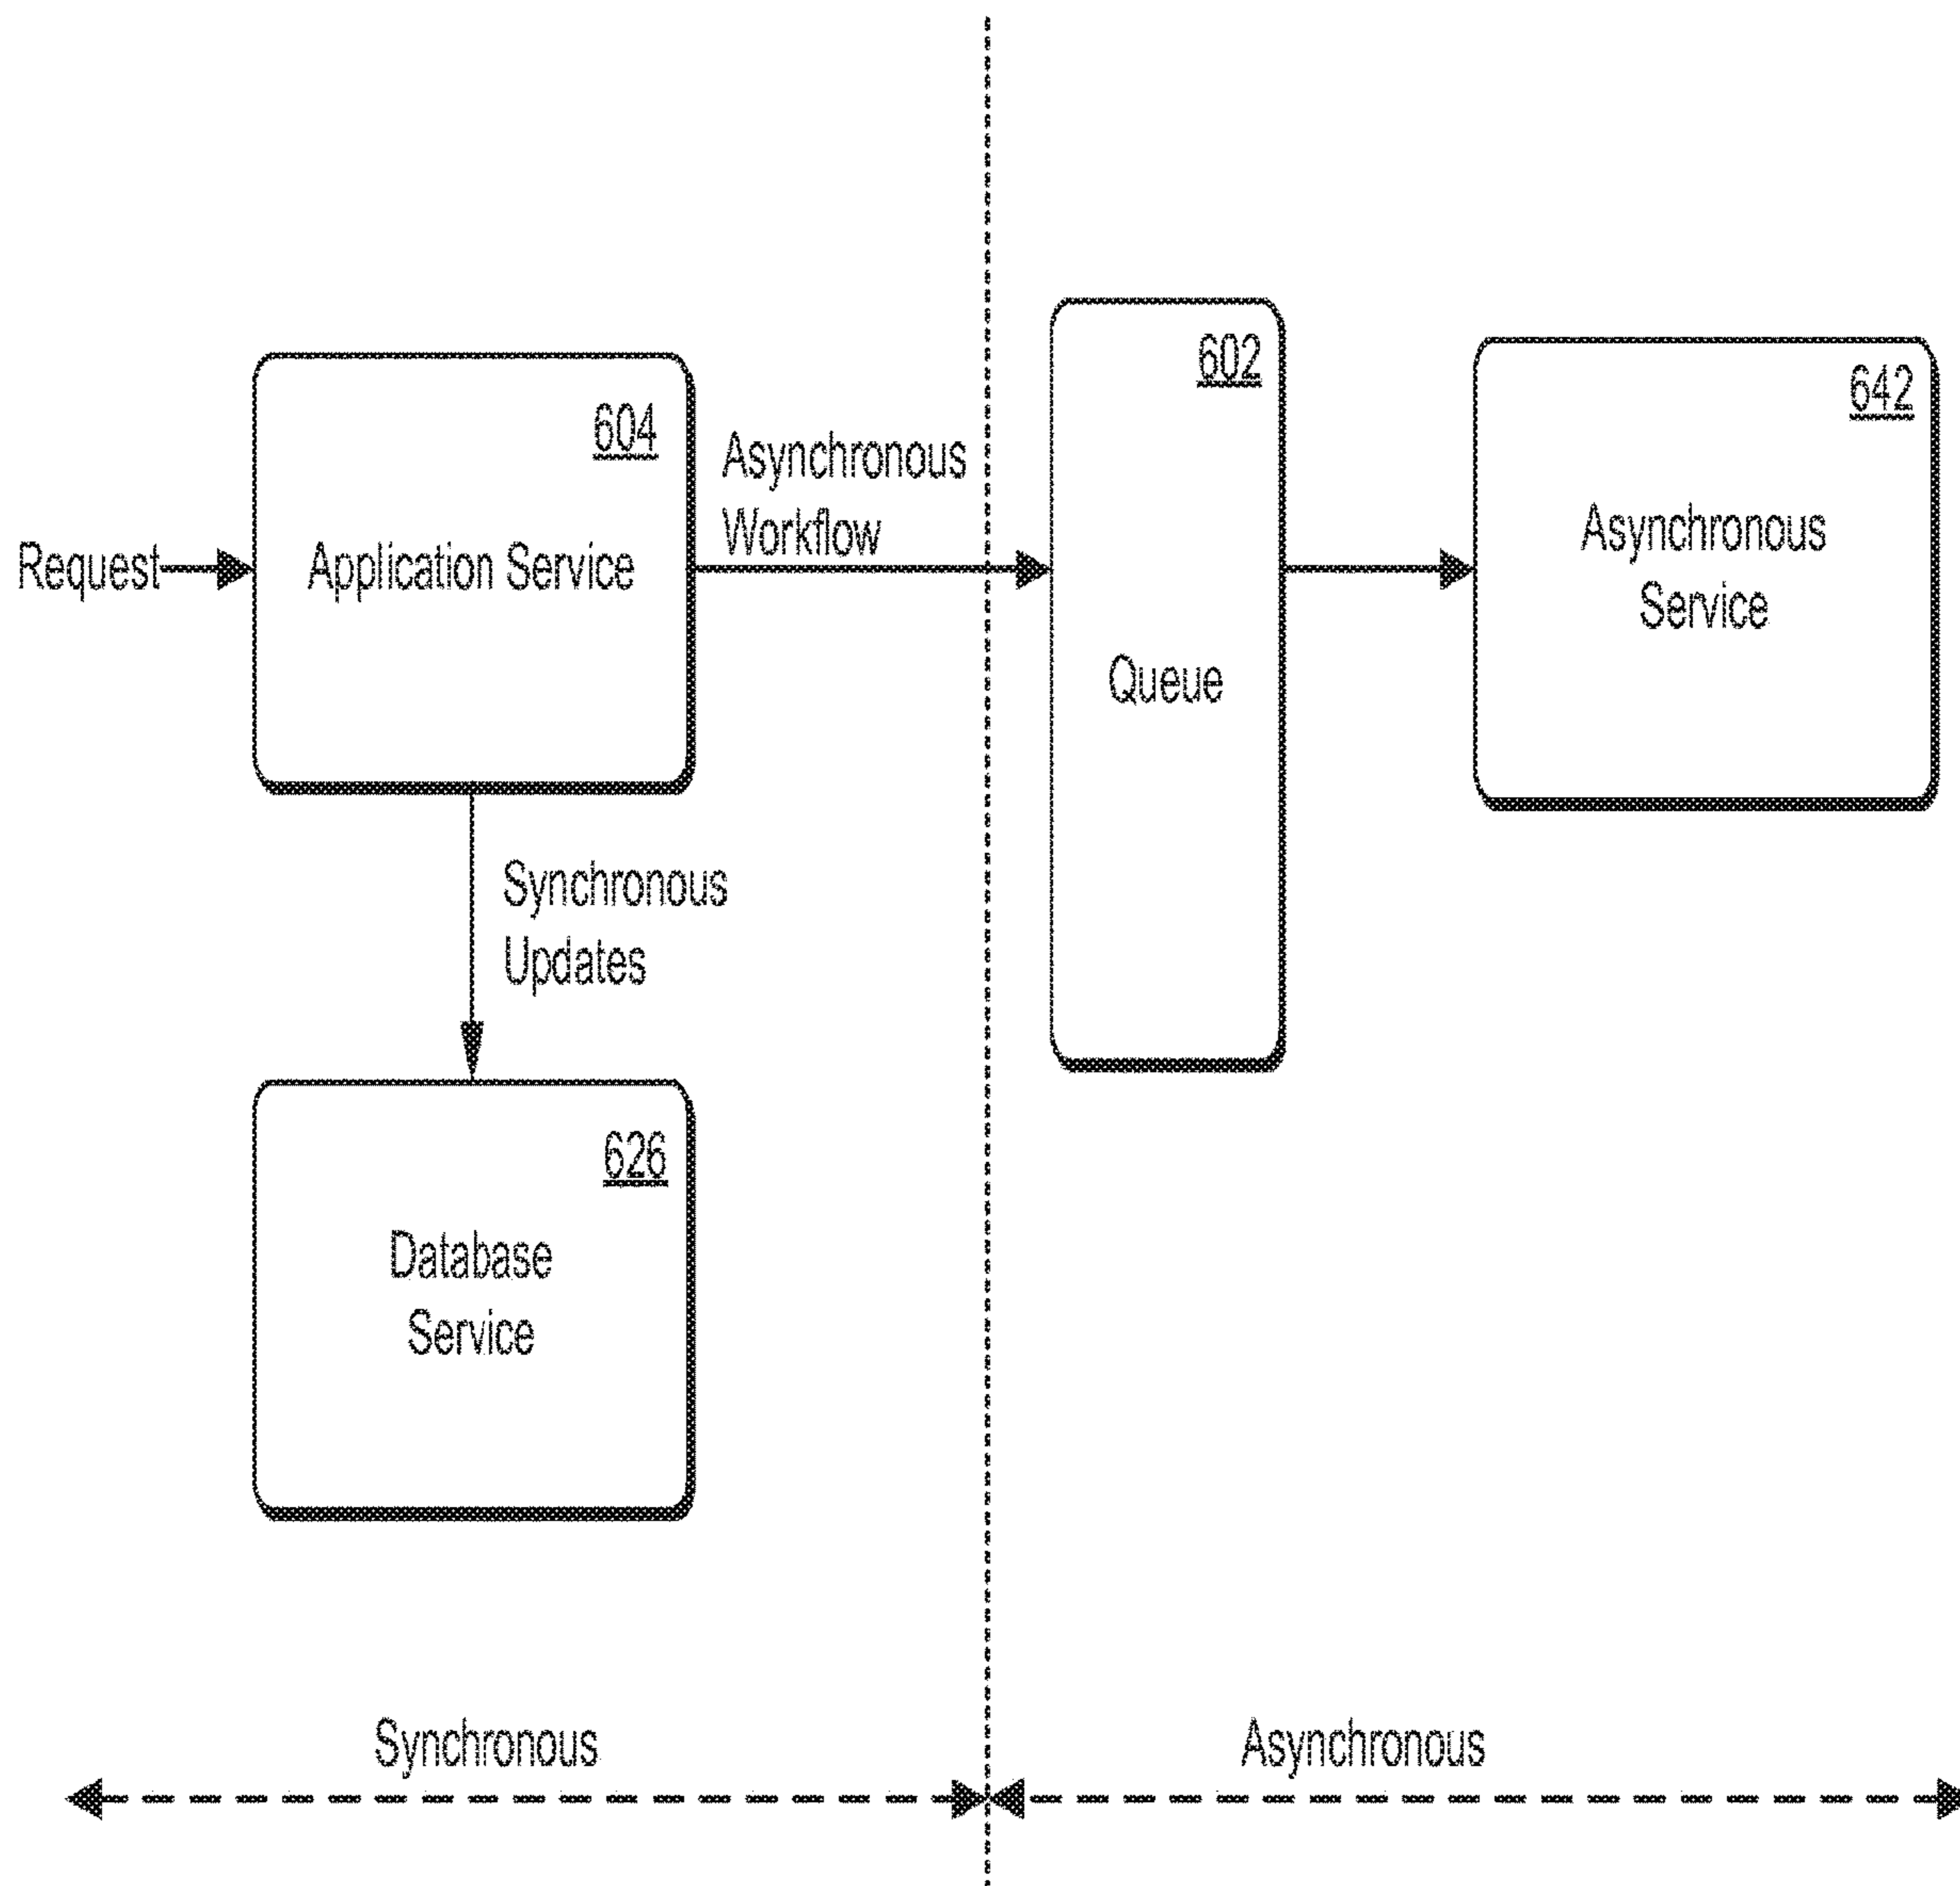 602
642
604
Asynchronous
Workflow
Request
Application Service
Asynchronous
Service
Queue
Synchronous
Updates
626
Database
Service
Synchronous
Asynchronous